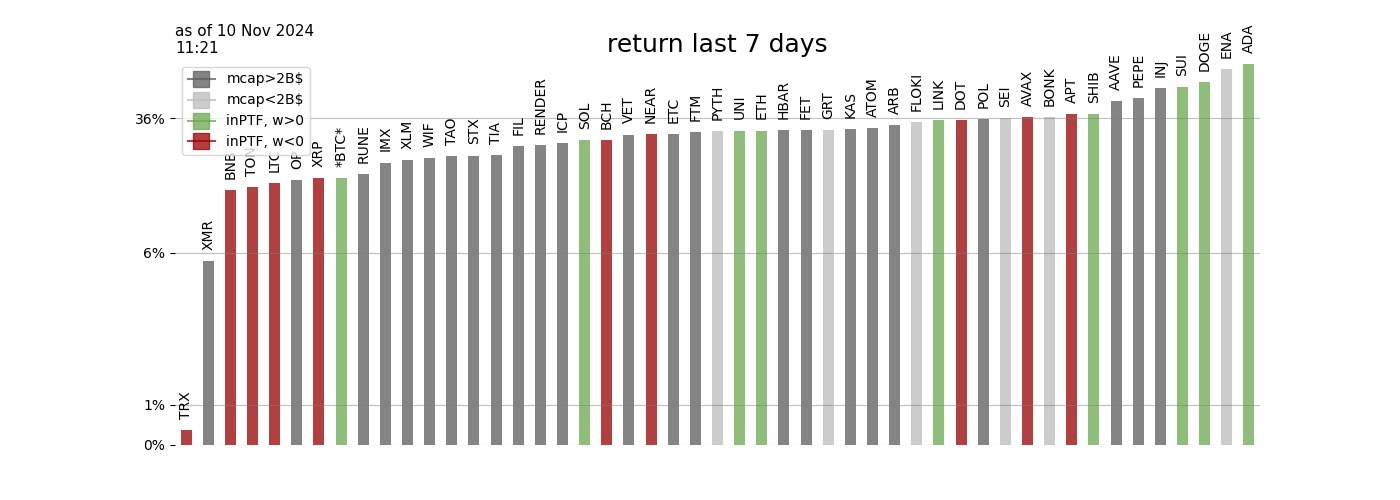 as of 10 Nov 2024
11:21
return last 7 days
mcap>2B$
mcap<2B$
inPTF, w>0
inPTF, w<0
36%
6%
1%
0%
TRX
XMR
BNB
TON
LTC
OP
XRP
*BTC*
RUNE
IMX
XLM
WIF
TAO
STX
TIA
FIL
RENDER
ICP
SOL
BCH
VET
NEAR
ETC
FTM
PYTH
UNI
ETH
HBAR
FET
GRT
KAS
ATOM
ARB
FLOKI
LINK
DOT
POL
SEI
AVAX
BONK
APT
SHIB
AAVE
PEPE
INJ
SUI
DOGE
ENA
ADA